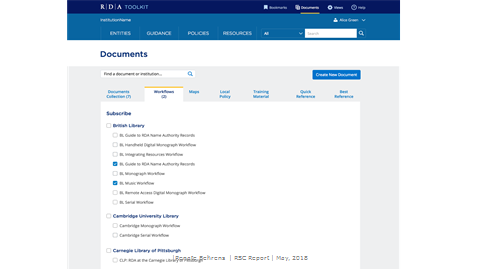 RDA TOOLKIT
Bookmarks Documents Views Help
InstitutionName
Alice Green
ENTITIES GUIDANCE POLICIES RESOURCES All Search
Documents
Find a document or institution... Create New Document
Documents Collection (7) Workflows (2) Maps Local Policy Training Material Quick Reference Best Reference
Subscribe
British Library
BL Guide to RDA Name Authority Records
BL Handheld Digital Monograph Workflow
BL Integrating Resources Workflow
BL Guide to RDA Name Authority Records
BL Monograph Workflow
BL Music Workflow
BL Remote Access Digital Monograph Workflow
BL Serial Workflow
Cambridge University Library
Cambridge Monograph Workflow
Cambridge Serial Workflow
Carnegie Library of Pittsburgh
CLP: RDA at the Carnegie Library of Pittsburgh
| Renate Behrens | RSC Report | May, 2018